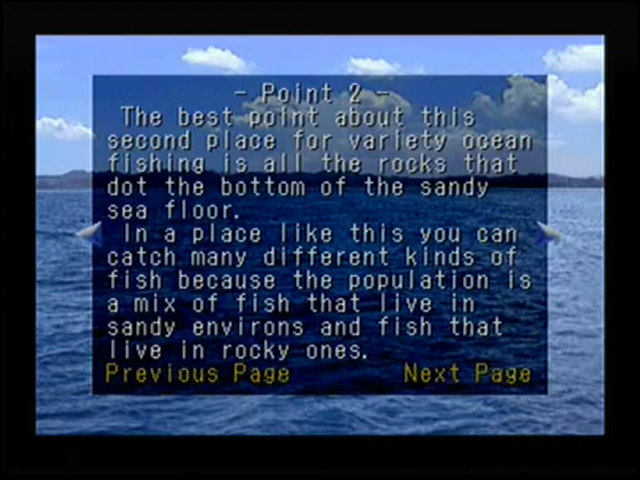 - Point 2 -
The best point about this
second place for variety ocean
fishing is all the rocks that
dot the bottom of the sandy
sea floor.
In a place like this you can
catch many different kinds of
fish because the population is
a mix of fish that live in
sandy environs and fish that
live in rocky ones.
Previous Page Next Page